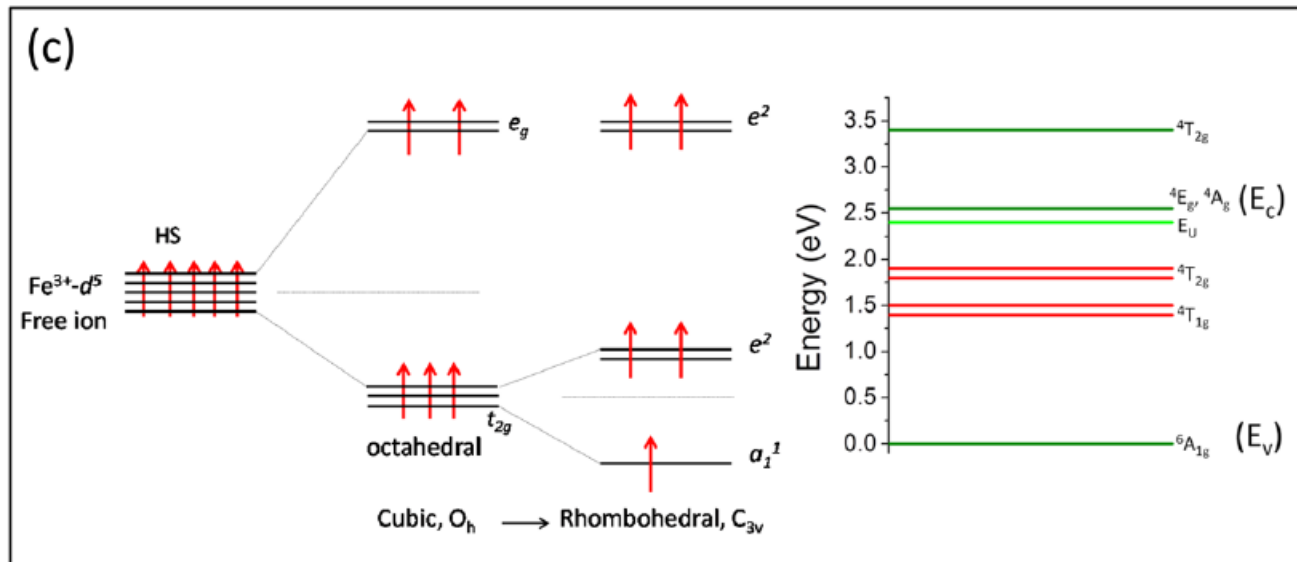 (c)
HS
Fe³⁺-d⁵
Free ion
e_g
t_2g
octahedral
e²
e²
a₁¹
Cubic, O_h → Rhombohedral, C_3v
Energy (eV)
3.5
3.0
2.5
2.0
1.5
1.0
0.5
0.0
⁴T_2g
⁴E_g, ⁴A_g (E_c)
E_U
⁴T_2g
⁴T_1g
⁶A_1g (E_v)